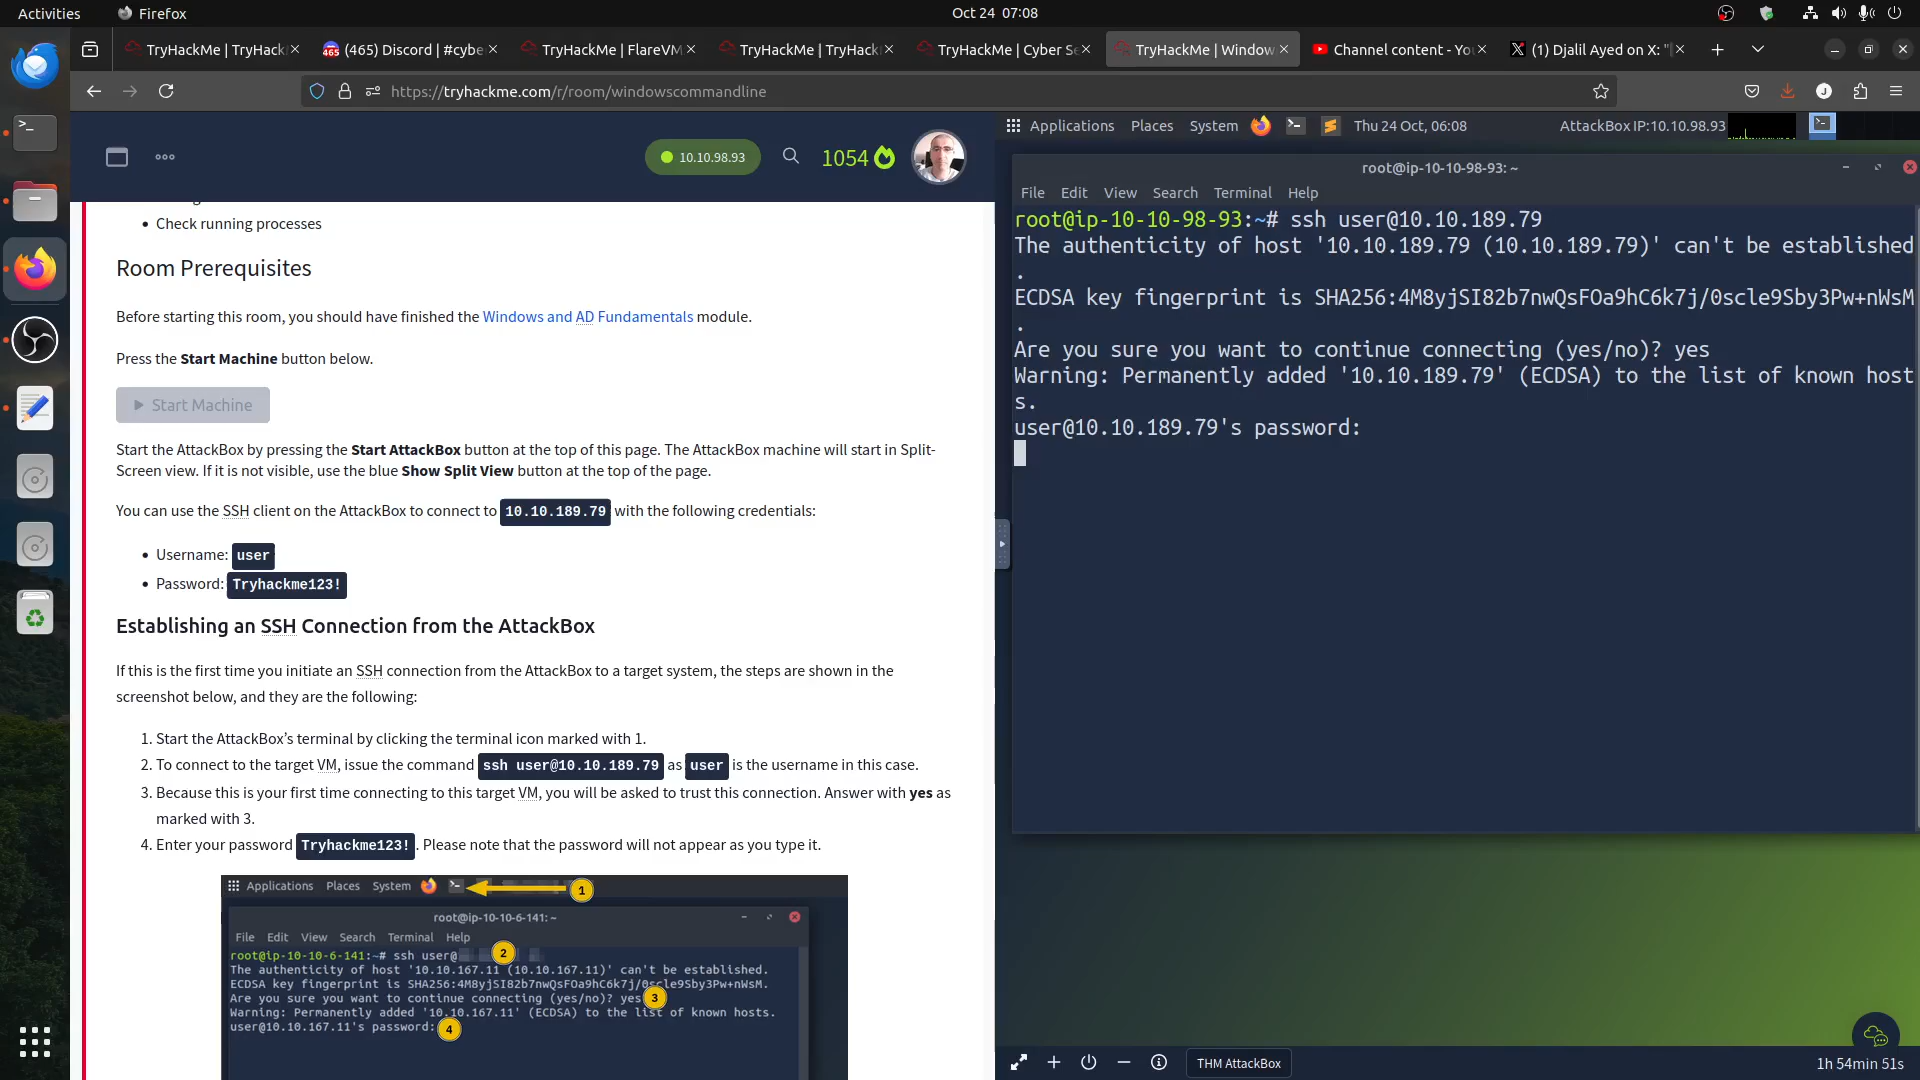 Activities
Firefox
Oct 24 07:08
TryHackMe | TryHack
(465) Discord | #cybe
TryHackMe | FlareVM
TryHackMe | TryHack
TryHackMe | Cyber Se
TryHackMe | Window
Channel content - You
(1) Djalil Ayed on X: "
https://tryhackme.com/r/room/windowscommandline
10.10.98.93
1054
Check running processes
Room Prerequisites
Before starting this room, you should have finished the Windows and AD Fundamentals module.
Press the Start Machine button below.
Start Machine
Start the AttackBox by pressing the Start AttackBox button at the top of this page. The AttackBox machine will start in Split-
Screen view. If it is not visible, use the blue Show Split View button at the top of the page.
You can use the SSH client on the AttackBox to connect to 10.10.189.79 with the following credentials:
Username: user
Password: Tryhackme123!
Establishing an SSH Connection from the AttackBox
If this is the first time you initiate an SSH connection from the AttackBox to a target system, the steps are shown in the
screenshot below, and they are the following:
1. Start the AttackBox’s terminal by clicking the terminal icon marked with 1.
2. To connect to the target VM, issue the command ssh user@10.10.189.79 as user is the username in this case.
3. Because this is your first time connecting to this target VM, you will be asked to trust this connection. Answer with yes as
marked with 3.
4. Enter your password Tryhackme123!. Please note that the password will not appear as you type it.
Applications Places System
1
root@ip-10-10-6-141: ~
File Edit View Search Terminal Help
root@ip-10-10-6-141:~# ssh user@
2
The authenticity of host '10.10.167.11 (10.10.167.11)' can't be established.
ECDSA key fingerprint is SHA256:4M8yjSI82b7nwQsFOa9hC6k7j/0scle9Sby3Pw+nWsM.
Are you sure you want to continue connecting (yes/no)? yes
3
Warning: Permanently added '10.10.167.11' (ECDSA) to the list of known hosts.
user@10.10.167.11's password:
4
Applications Places System
Thu 24 Oct, 06:08
AttackBox IP:10.10.98.93
root@ip-10-10-98-93: ~
File Edit View Search Terminal Help
root@ip-10-10-98-93:~# ssh user@10.10.189.79
The authenticity of host '10.10.189.79 (10.10.189.79)' can't be established
.
ECDSA key fingerprint is SHA256:4M8yjSI82b7nwQsFOa9hC6k7j/0scle9Sby3Pw+nWsM
.
Are you sure you want to continue connecting (yes/no)? yes
Warning: Permanently added '10.10.189.79' (ECDSA) to the list of known host
s.
user@10.10.189.79's password:
THM AttackBox
1h 54min 51s